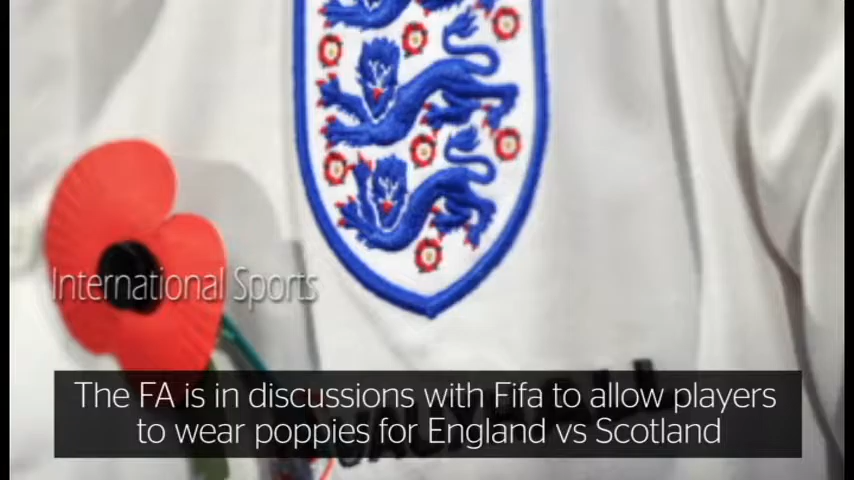 International Sports
The FA is in discussions with Fifa to allow players
to wear poppies for England vs Scotland